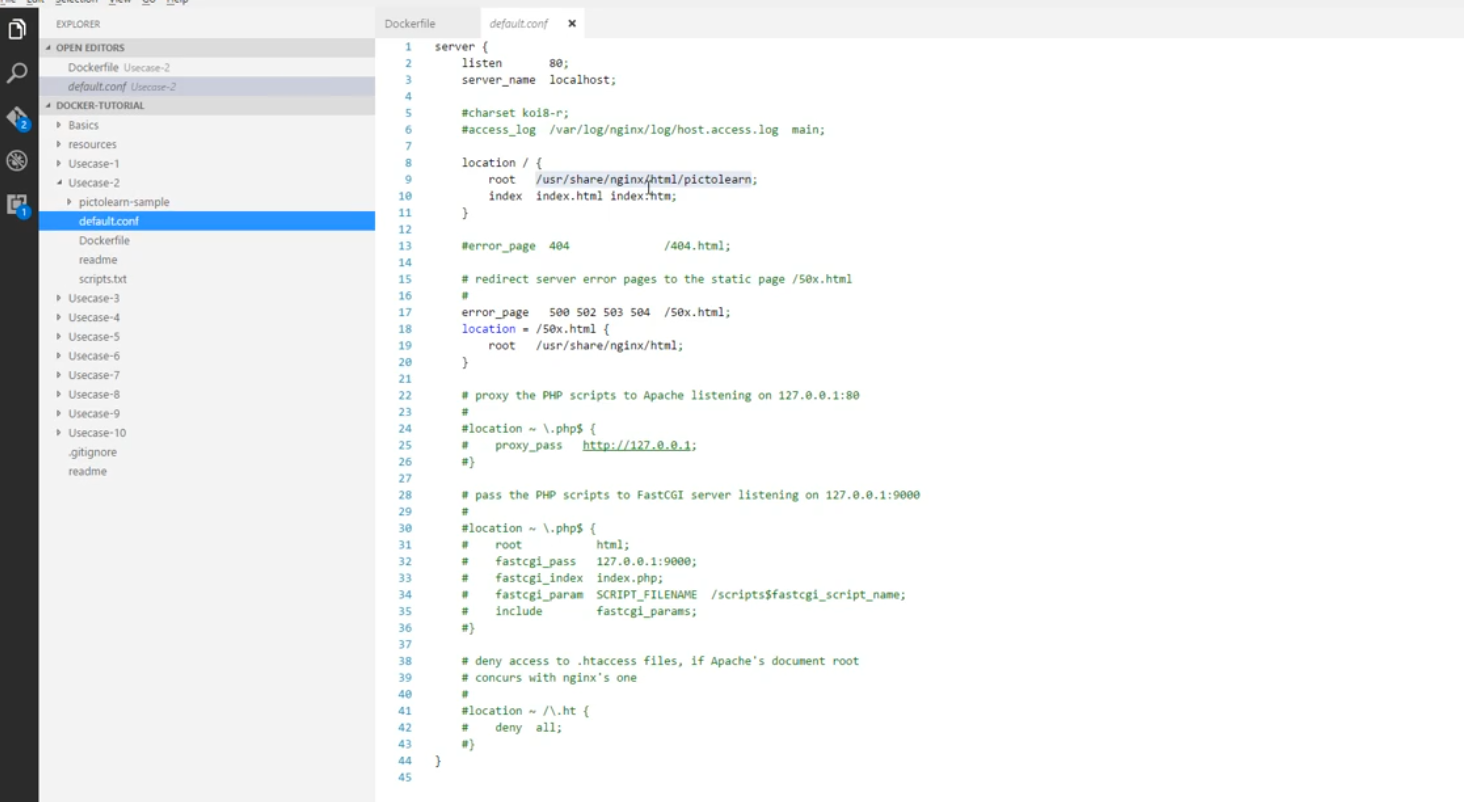 File Edit Selection View Go Help
EXPLORER
OPEN EDITORS
Dockerfile Usecase-2
default.conf Usecase-2
DOCKER-TUTORIAL
Basics
resources
Usecase-1
Usecase-2
pictolearn-sample
default.conf
Dockerfile
readme
scripts.txt
Usecase-3
Usecase-4
Usecase-5
Usecase-6
Usecase-7
Usecase-8
Usecase-9
Usecase-10
.gitignore
readme
2
1
Dockerfile default.conf
1 server {
2 listen 80;
3 server_name localhost;
4
5 #charset koi8-r;
6 #access_log /var/log/nginx/log/host.access.log main;
7
8 location / {
9 root /usr/share/nginx/html/pictolearn;
10 index index.html index.htm;
11 }
12
13 #error_page 404 /404.html;
14
15 # redirect server error pages to the static page /50x.html
16 #
17 error_page 500 502 503 504 /50x.html;
18 location = /50x.html {
19 root /usr/share/nginx/html;
20 }
21
22 # proxy the PHP scripts to Apache listening on 127.0.0.1:80
23 #
24 #location ~ \.php$ {
25 # proxy_pass http://127.0.0.1;
26 #}
27
28 # pass the PHP scripts to FastCGI server listening on 127.0.0.1:9000
29 #
30 #location ~ \.php$ {
31 # root html;
32 # fastcgi_pass 127.0.0.1:9000;
33 # fastcgi_index index.php;
34 # fastcgi_param SCRIPT_FILENAME /scripts$fastcgi_script_name;
35 # include fastcgi_params;
36 #}
37
38 # deny access to .htaccess files, if Apache's document root
39 # concurs with nginx's one
40 #
41 #location ~ /\.ht {
42 # deny all;
43 #}
44 }
45